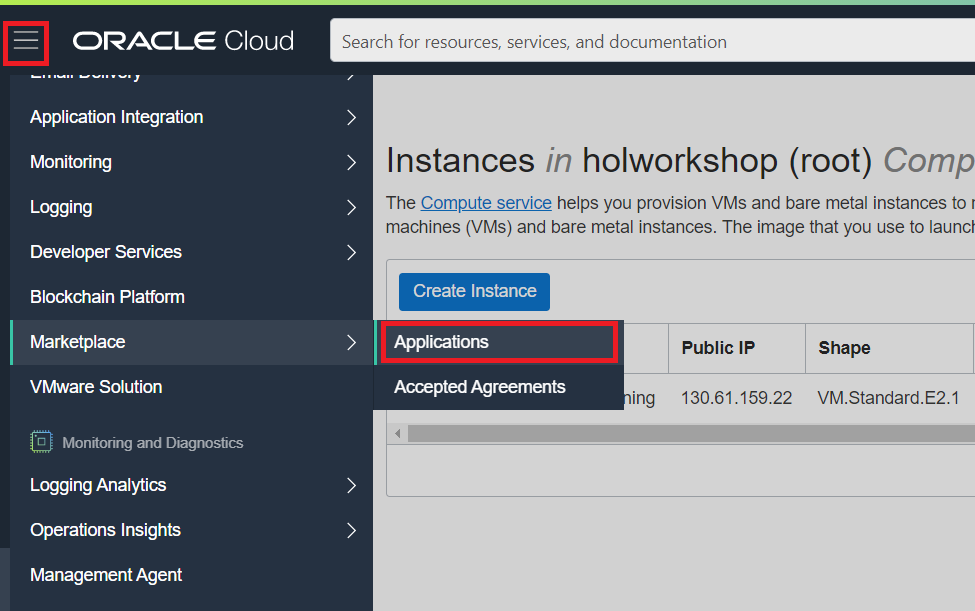 ORACLE Cloud
Search for resources, services, and documentation
Email Delivery
Application Integration
Monitoring
Logging
Developer Services
Blockchain Platform
Marketplace
VMware Solution
Monitoring and Diagnostics
Logging Analytics
Operations Insights
Management Agent
Applications
Accepted Agreements
Instances in holworkshop (root) Comp
The Compute service helps you provision VMs and bare metal instances to
machines (VMs) and bare metal instances. The image that you use to launch
Create Instance
Public IP Shape
ning 130.61.159.22 VM.Standard.E2.1